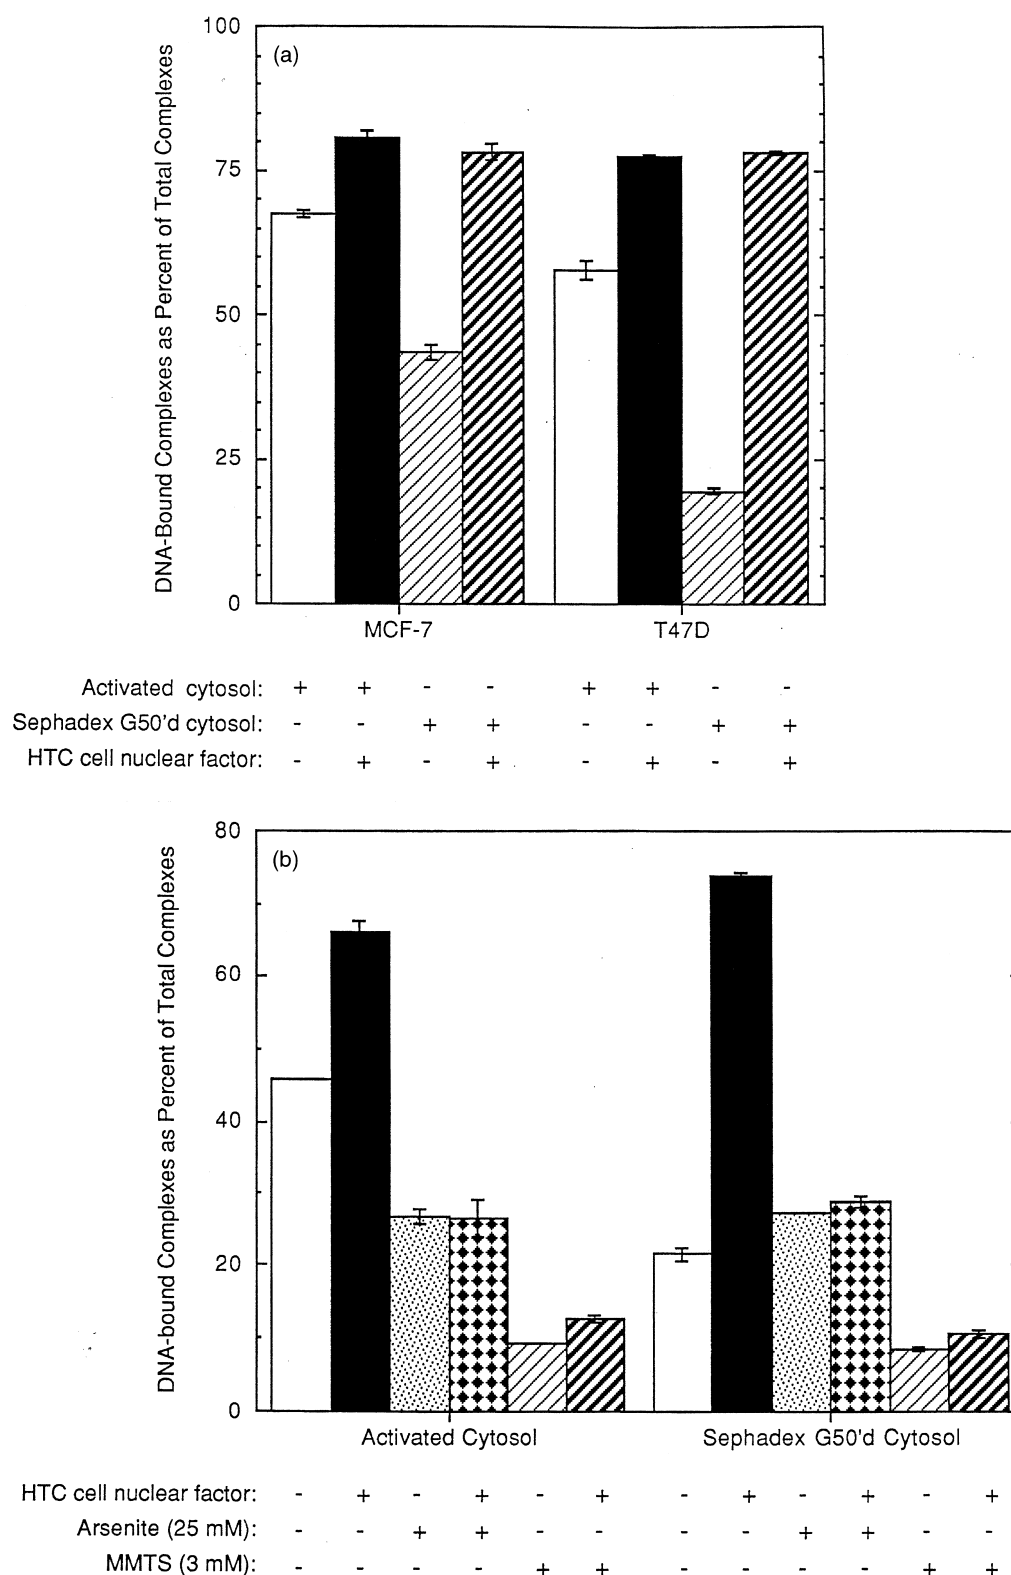 100
(a)
75
50
25
0
DNA-Bound Complexes as Percent of Total Complexes
MCF-7 T47D
Activated cytosol: + + - - + + - -
Sephadex G50'd cytosol: - - + + - - + +
HTC cell nuclear factor: - + - + - + - +
80
(b)
60
40
20
0
DNA-bound Complexes as Percent of Total Complexes
Activated Cytosol Sephadex G50'd Cytosol
HTC cell nuclear factor: - + - + - + - + - + - +
Arsenite (25 mM): - - + + - - - - + + - -
MMTS (3 mM): - - - - + + - - - - + +